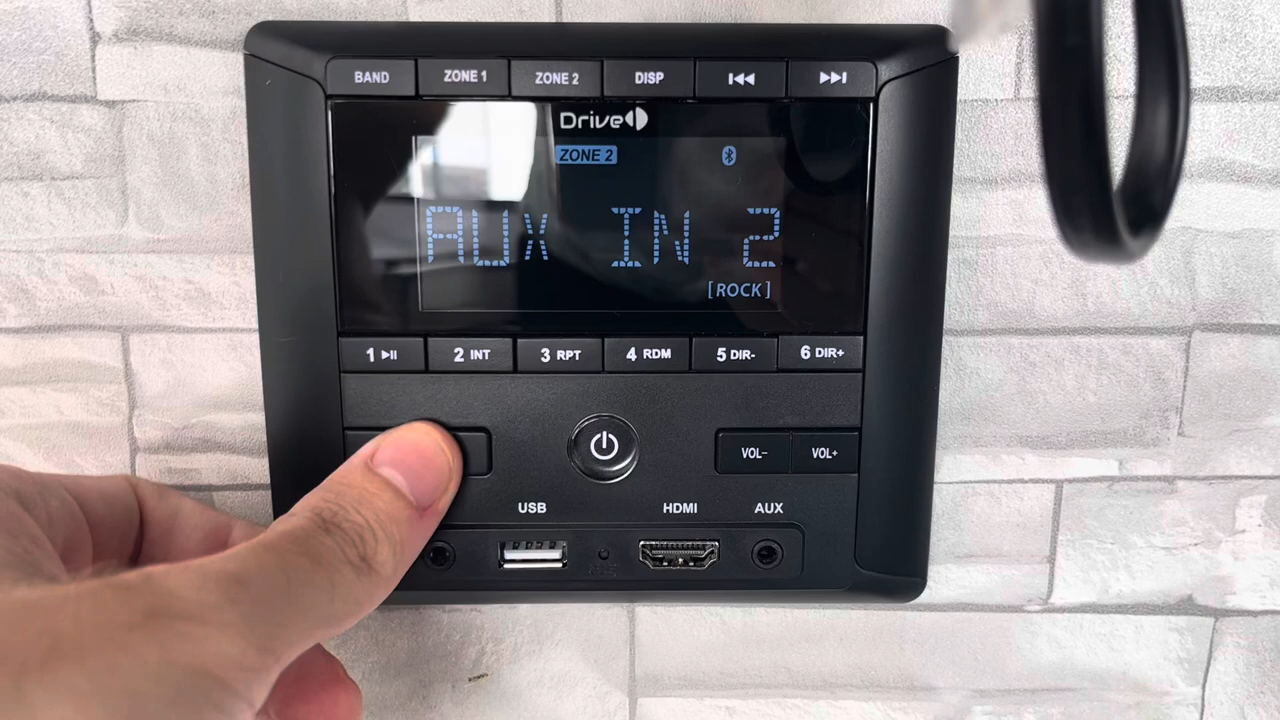 BAND ZONE 1 ZONE 2 DISP
Drive
ZONE 2
AUX IN 2
[ROCK]
1 2 INT 3 RPT 4 RDM 5 DIR- 6 DIR+
VOL- VOL+
USB HDMI AUX